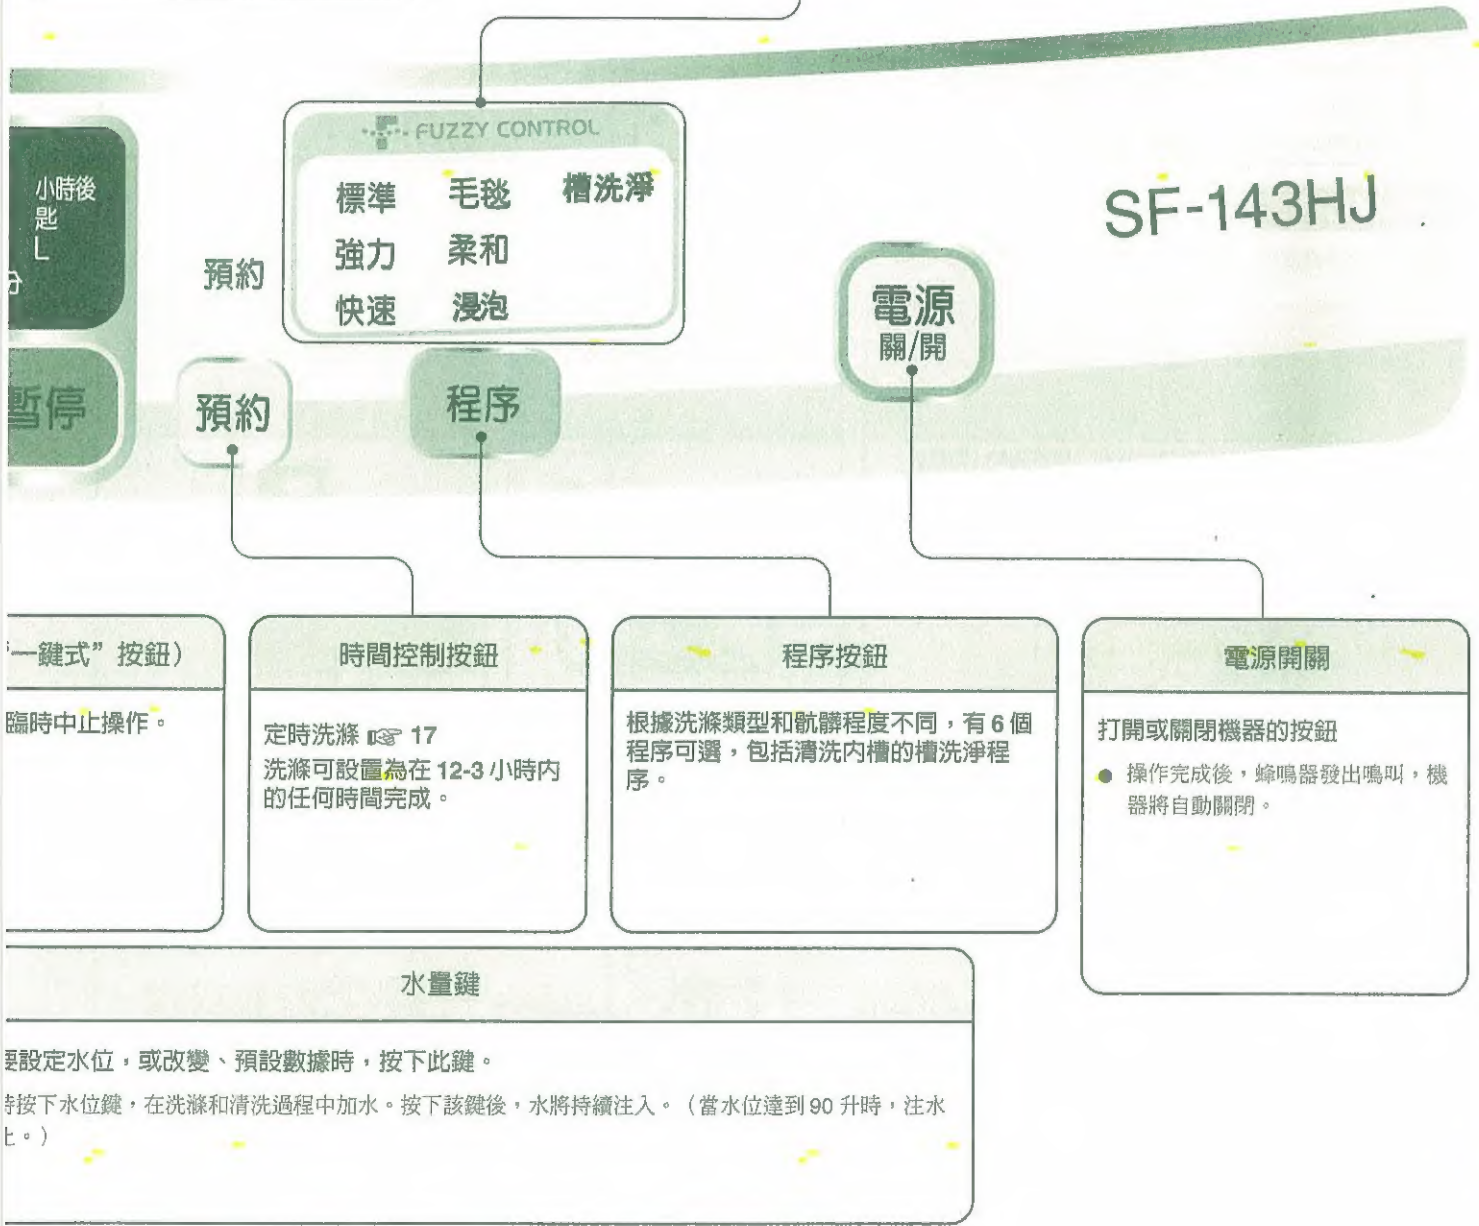 FUZZY CONTROL
標準 毛毯 槽洗淨
強力 柔和
快速 浸泡
小時後
匙
L
分
預約
SF-143HJ
電源
關/開
暫停
預約
程序
“一鍵式”按鈕）
臨時中止操作。
時間控制按鈕
定時洗滌 ☞ 17
洗滌可設置為在 12-3 小時内
的任何時間完成。
程序按鈕
根據洗滌類型和骯髒程度不同，有 6 個
程序可選，包括清洗内槽的槽洗淨程
序。
電源開關
打開或關閉機器的按鈕
● 操作完成後，蜂鳴器發出鳴叫，機
器將自動關閉。
水量鍵
要設定水位，或改變、預設數據時，按下此鍵。
時按下水位鍵，在洗滌和清洗過程中加水。按下該鍵後，水將持續注入。（當水位達到 90 升時，注水
止。）